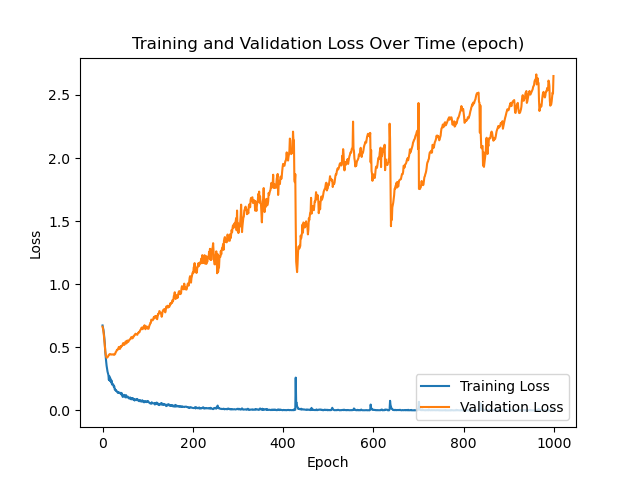 Training and Validation Loss Over Time (epoch)
Loss
2.5
2.0
1.5
1.0
0.5
0.0
Training Loss
Validation Loss
0
200
400
600
800
1000
Epoch